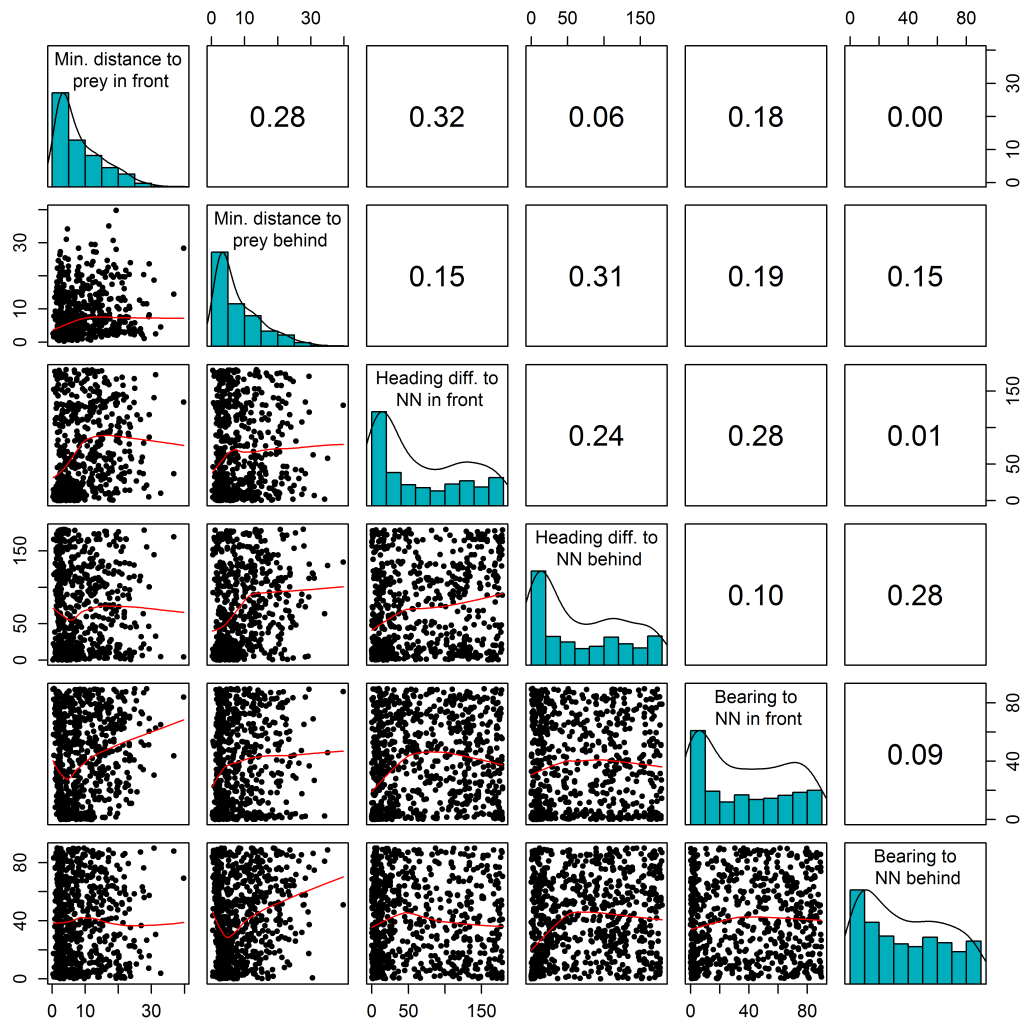 0 10 30
0 50 150
0 40 80
Min. distance to
prey in front
0.28
0.32
0.06
0.18
0.00
0 10 30
Min. distance to
prey behind
0.15
0.31
0.19
0.15
0 10 30
Heading diff. to
NN in front
0.24
0.28
0.01
0 50 150
Heading diff. to
NN behind
0.10
0.28
0 50 150
Bearing to
NN in front
0.09
0 40 80
Bearing to
NN behind
0 40 80
0 10 30
0 50 150
0 40 80